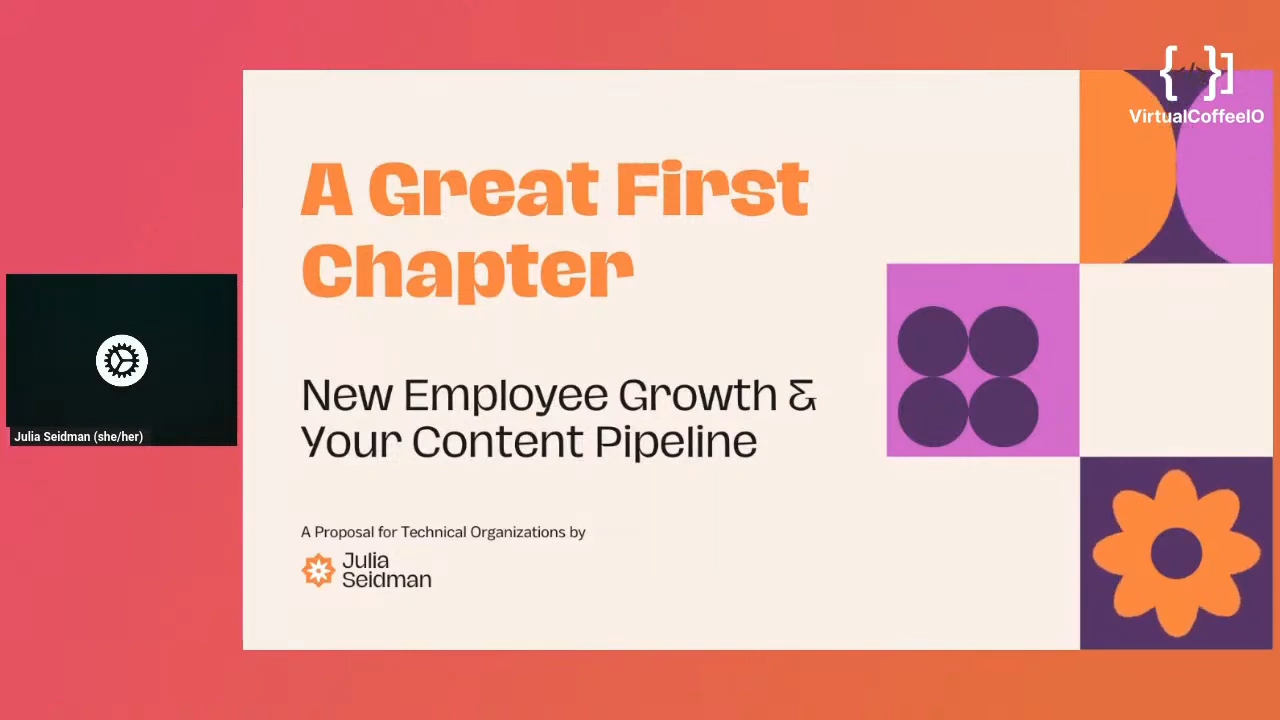 { }]
VirtualCoffeeIO
A Great First
Chapter
New Employee Growth &
Your Content Pipeline
A Proposal for Technical Organizations by
Julia
Seidman
Julia Seidman (she/her)